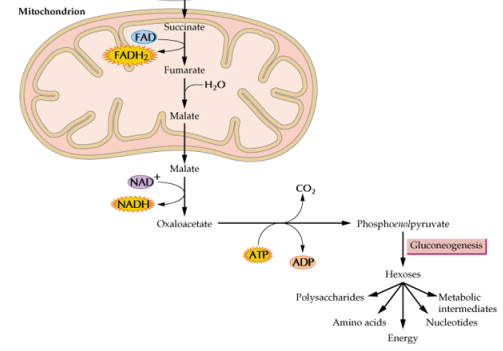 Mitochondrion
Succinate
FAD
FADH2
Fumarate
H2O
Malate
Malate
NAD+
NADH
CO2
Oxaloacetate
Phosphoenolpyruvate
ATP
ADP
Gluconeogenesis
Hexoses
Polysaccharides
Metabolic
intermediates
Amino acids
Nucleotides
Energy